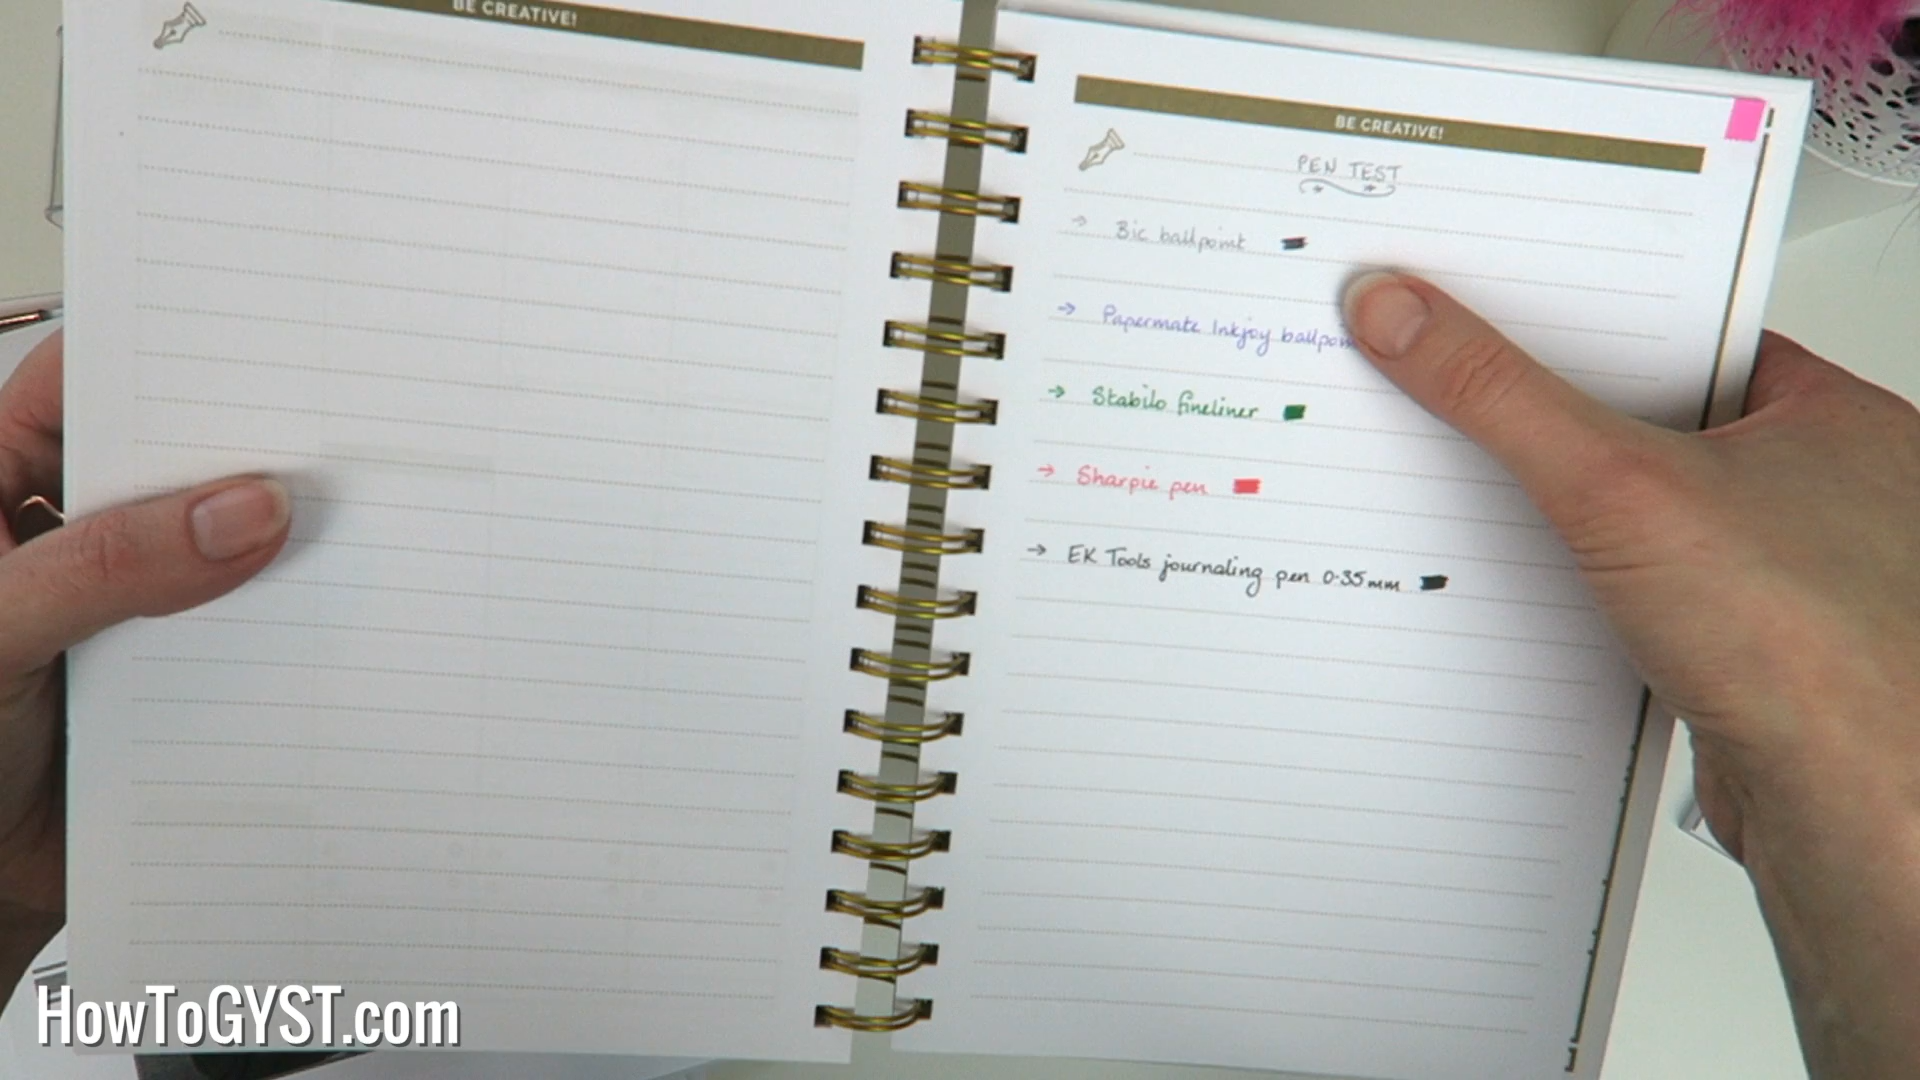 BE CREATIVE!
BE CREATIVE!
PEN TEST
→ Bic ballpoint
→ Papermate Inkjoy ballpoin
→ Stabilo fineliner
→ Sharpie pen
→ EK Tools journaling pen 0.35mm
HowToGYST.com